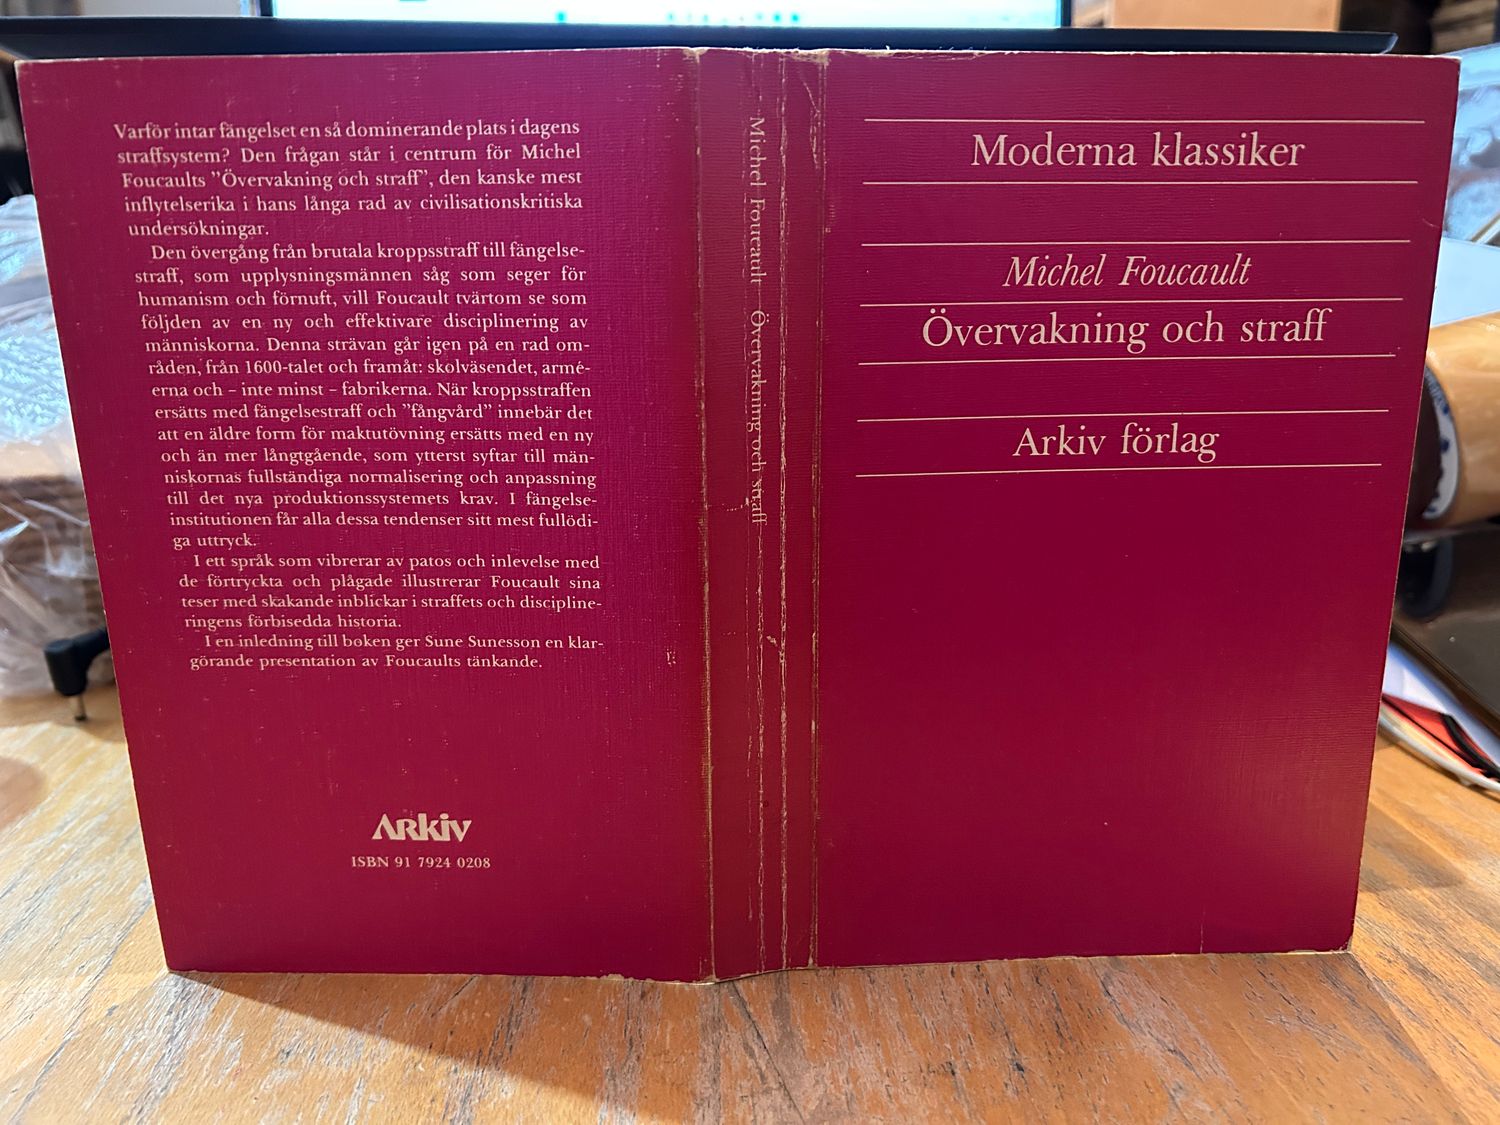 Varför intar fängelset en så dominerande plats i dagens
straffsystem? Den frågan står i centrum för Michel
Foucaults ”Övervakning och straff”, den kanske mest
inflytelserika i hans långa rad av civilisationskritiska
undersökningar.
Den övergång från brutala kroppsstraff till fängelse-
straff, som upplysningsmännen såg som seger för
humanism och förnuft, vill Foucault tvärtom se som
följden av en ny och effektivare disciplinering av
människorna. Denna strävan går igen på en rad om-
råden, från 1600-talet och framåt: skolväsendet, armé-
erna och – inte minst – fabrikerna. När kroppsstraffen
ersätts med fängelsestraff och ”fångvård” innebär det
att en äldre form för maktutövning ersätts med en ny
och än mer långtgående, som ytterst syftar till män-
niskornas fullständiga normalisering och anpassning
till det nya produktionssystemets krav. I fängelse-
institutionen får alla dessa tendenser sitt mest fullödi-
ga uttryck.
I ett språk som vibrerar av patos och inlevelse med
de förtryckta och plågade illustrerar Foucault sina
teser med skakande inblickar i straffets och discipline-
ringens förbisedda historia.
I en inledning till boken ger Sune Sunesson en klar-
görande presentation av Foucaults tänkande.
Arkiv
ISBN 91 7924 0208
Michel Foucault Övervakning och straff
Moderna klassiker
Michel Foucault
Övervakning och straff
Arkiv förlag